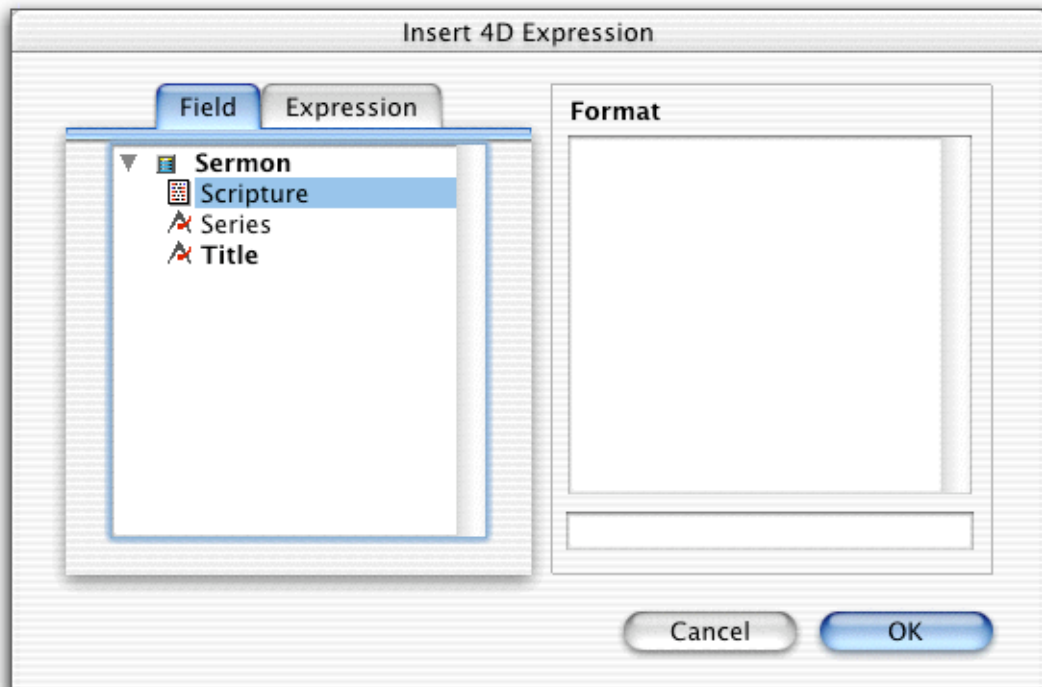 Insert 4D Expression
Field
Expression
Sermon
Scripture
Series
Title
Format
Cancel
OK